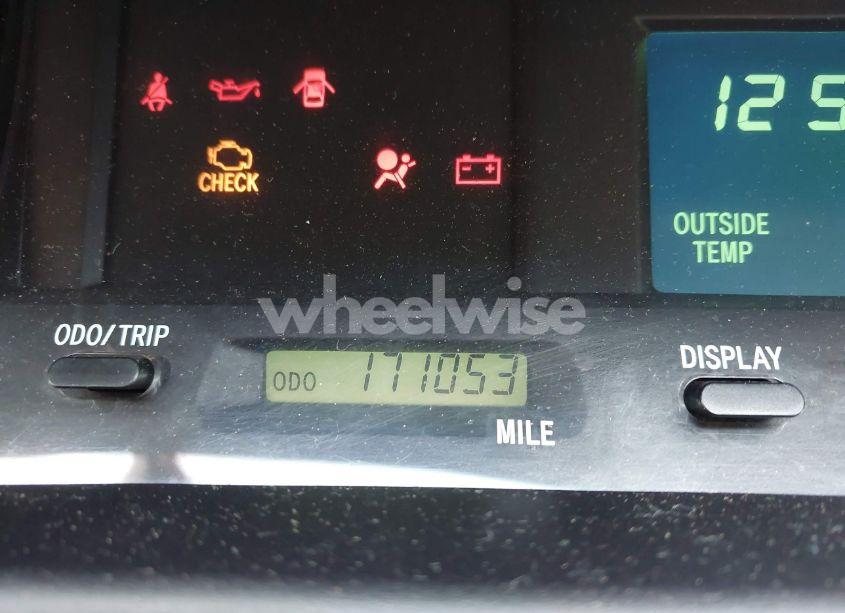 125
CHECK
OUTSIDE
TEMP
wheelwise
ODO/TRIP
DISPLAY
ODO 171053
MILE